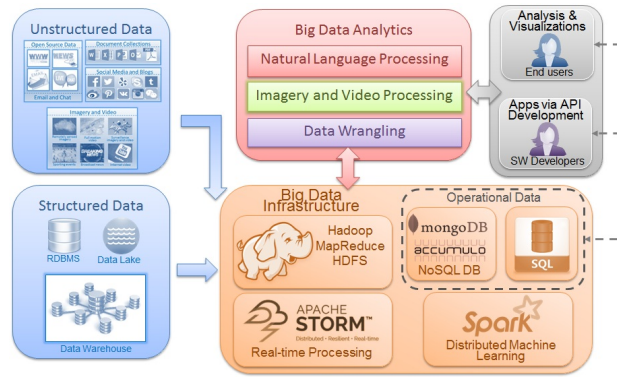 Unstructured Data
Open Source Data
Document Collections
WWW
NEWS
Social Media and Blogs
Email and Chat
Imagery and Video
Structured Data
RDBMS
Data Lake
Data Warehouse
Big Data Analytics
Natural Language Processing
Imagery and Video Processing
Data Wrangling
Analysis &
Visualizations
End users
Apps via API
Development
SW Developers
Big Data
Infrastructure
Hadoop
MapReduce
HDFS
Operational Data
mongoDB
accumulo
NoSQL DB
SQL
APACHE
STORM™
Distributed • Resilient • Real-time
Real-time Processing
Spark
Distributed Machine
Learning